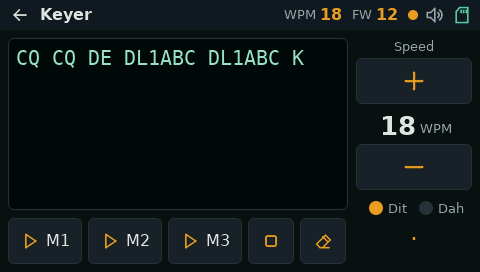 Keyer WPM 18 FW 12
CQ CQ DE DL1ABC DL1ABC K
Speed
+
18 WPM
−
Dit Dah
M1 M2 M3